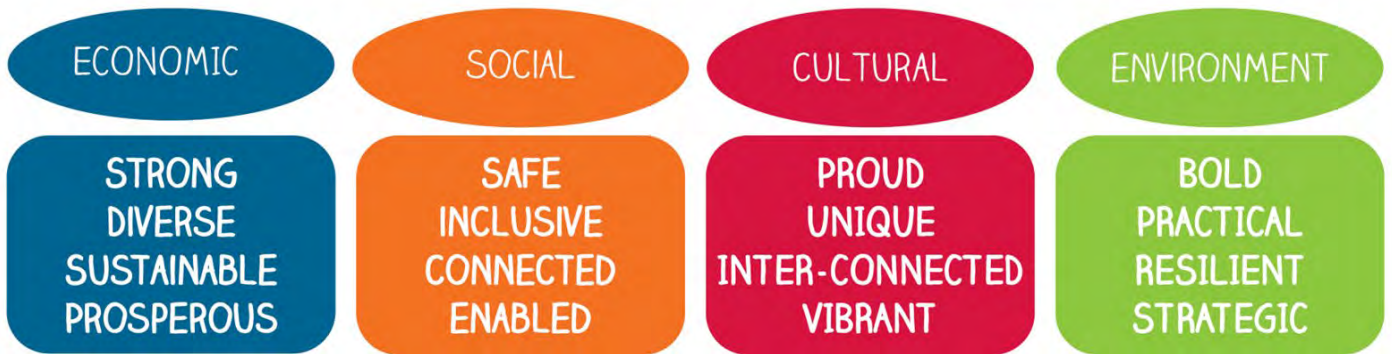 ECONOMIC
STRONG
DIVERSE
SUSTAINABLE
PROSPEROUS
SOCIAL
SAFE
INCLUSIVE
CONNECTED
ENABLED
CULTURAL
PROUD
UNIQUE
INTER-CONNECTED
VIBRANT
ENVIRONMENT
BOLD
PRACTICAL
RESILIENT
STRATEGIC